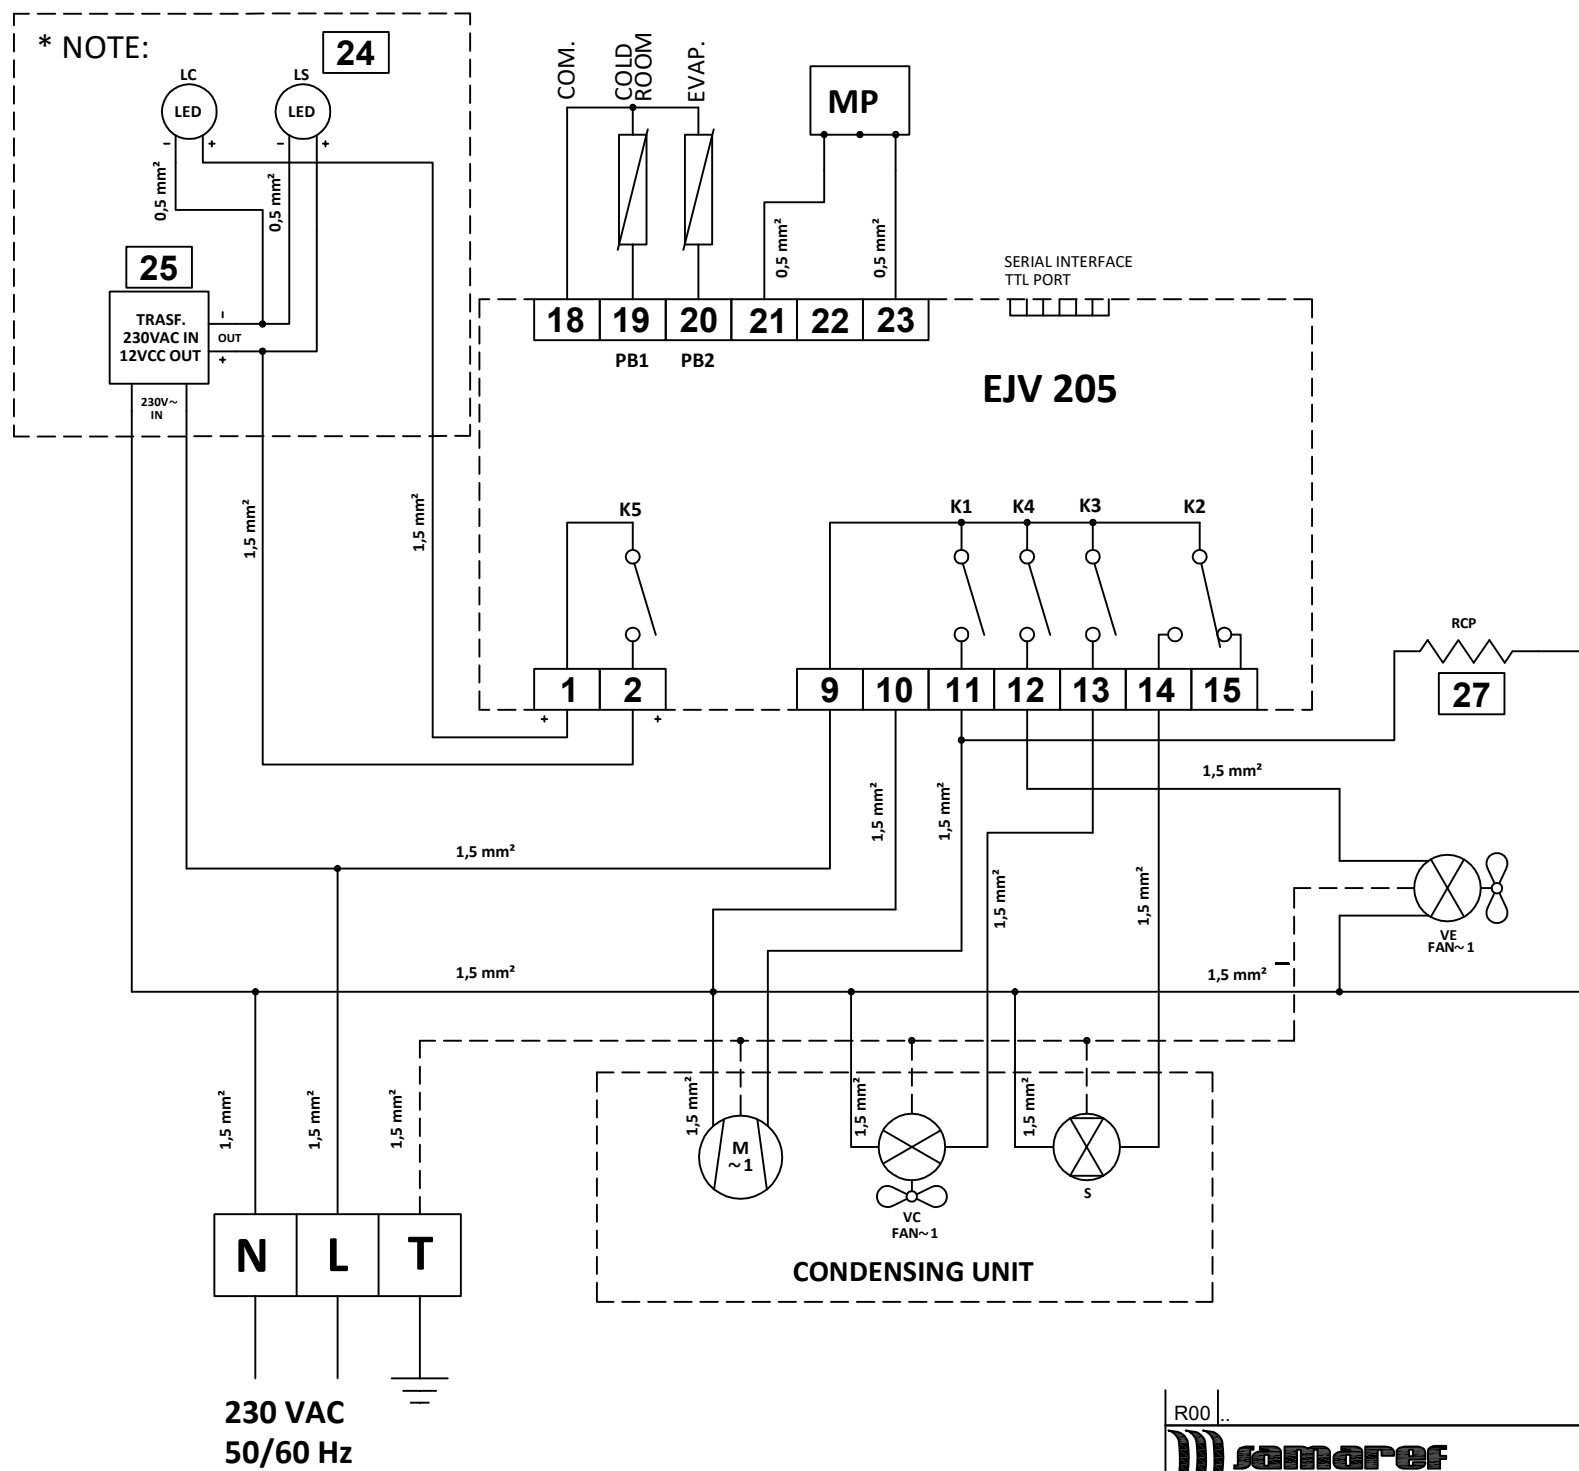 * NOTE:
24
LC
LS
LED
LED
-
+
-
+
0,5 mm²
0,5 mm²
25
TRASF.
230VAC IN
12VCC OUT
-
OUT
+
230V~
IN
1,5 mm²
1,5 mm²
COM.
COLD
ROOM
EVAP.
MP
0,5 mm²
0,5 mm²
SERIAL INTERFACE
TTL PORT
18 19 20 21 22 23
PB1 PB2
EJV 205
K5
K1 K4 K3 K2
1 2
+ +
9 10 11 12 13 14 15
RCP
27
1,5 mm²
1,5 mm²
1,5 mm²
1,5 mm²
1,5 mm²
1,5 mm²
VE
FAN~1
1,5 mm²
1,5 mm²
1,5 mm²
1,5 mm²
1,5 mm²
1,5 mm²
1,5 mm²
1,5 mm²
M
~1
VC
FAN~1
S
CONDENSING UNIT
N L T
230 VAC
50/60 Hz
R00 ..
samaref